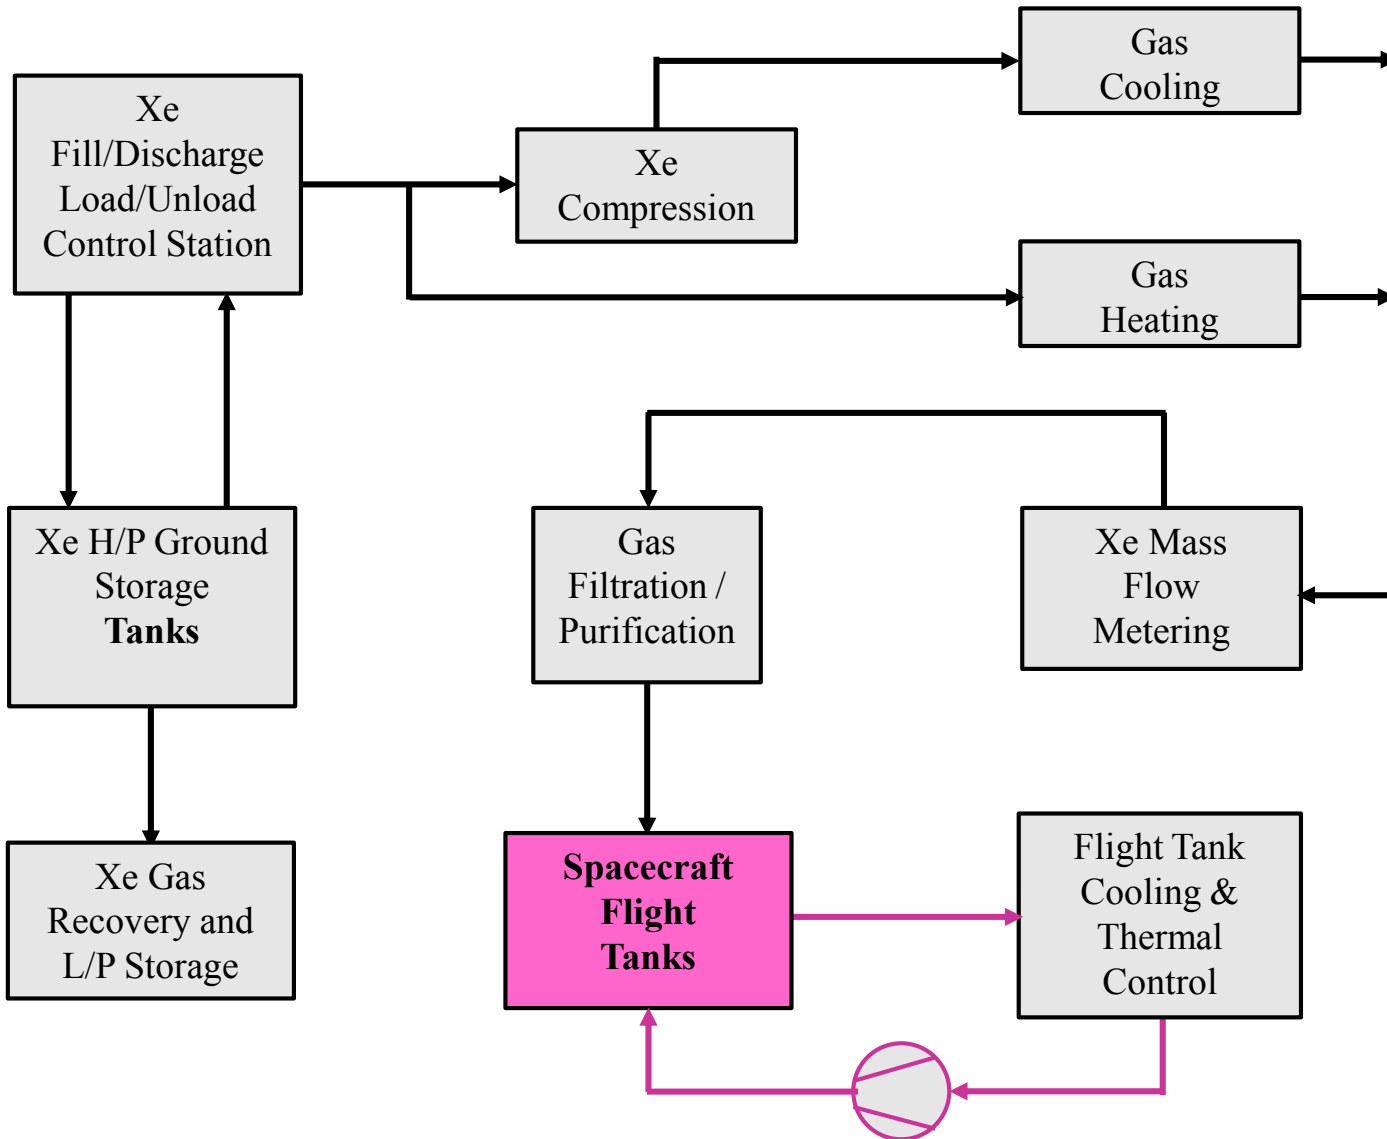 Gas
Cooling
Xe
Fill/Discharge
Load/Unload
Control Station
Xe
Compression
Gas
Heating
Xe H/P Ground
Storage
Tanks
Gas
Filtration /
Purification
Xe Mass
Flow
Metering
Xe Gas
Recovery and
L/P Storage
Spacecraft
Flight
Tanks
Flight Tank
Cooling &
Thermal
Control